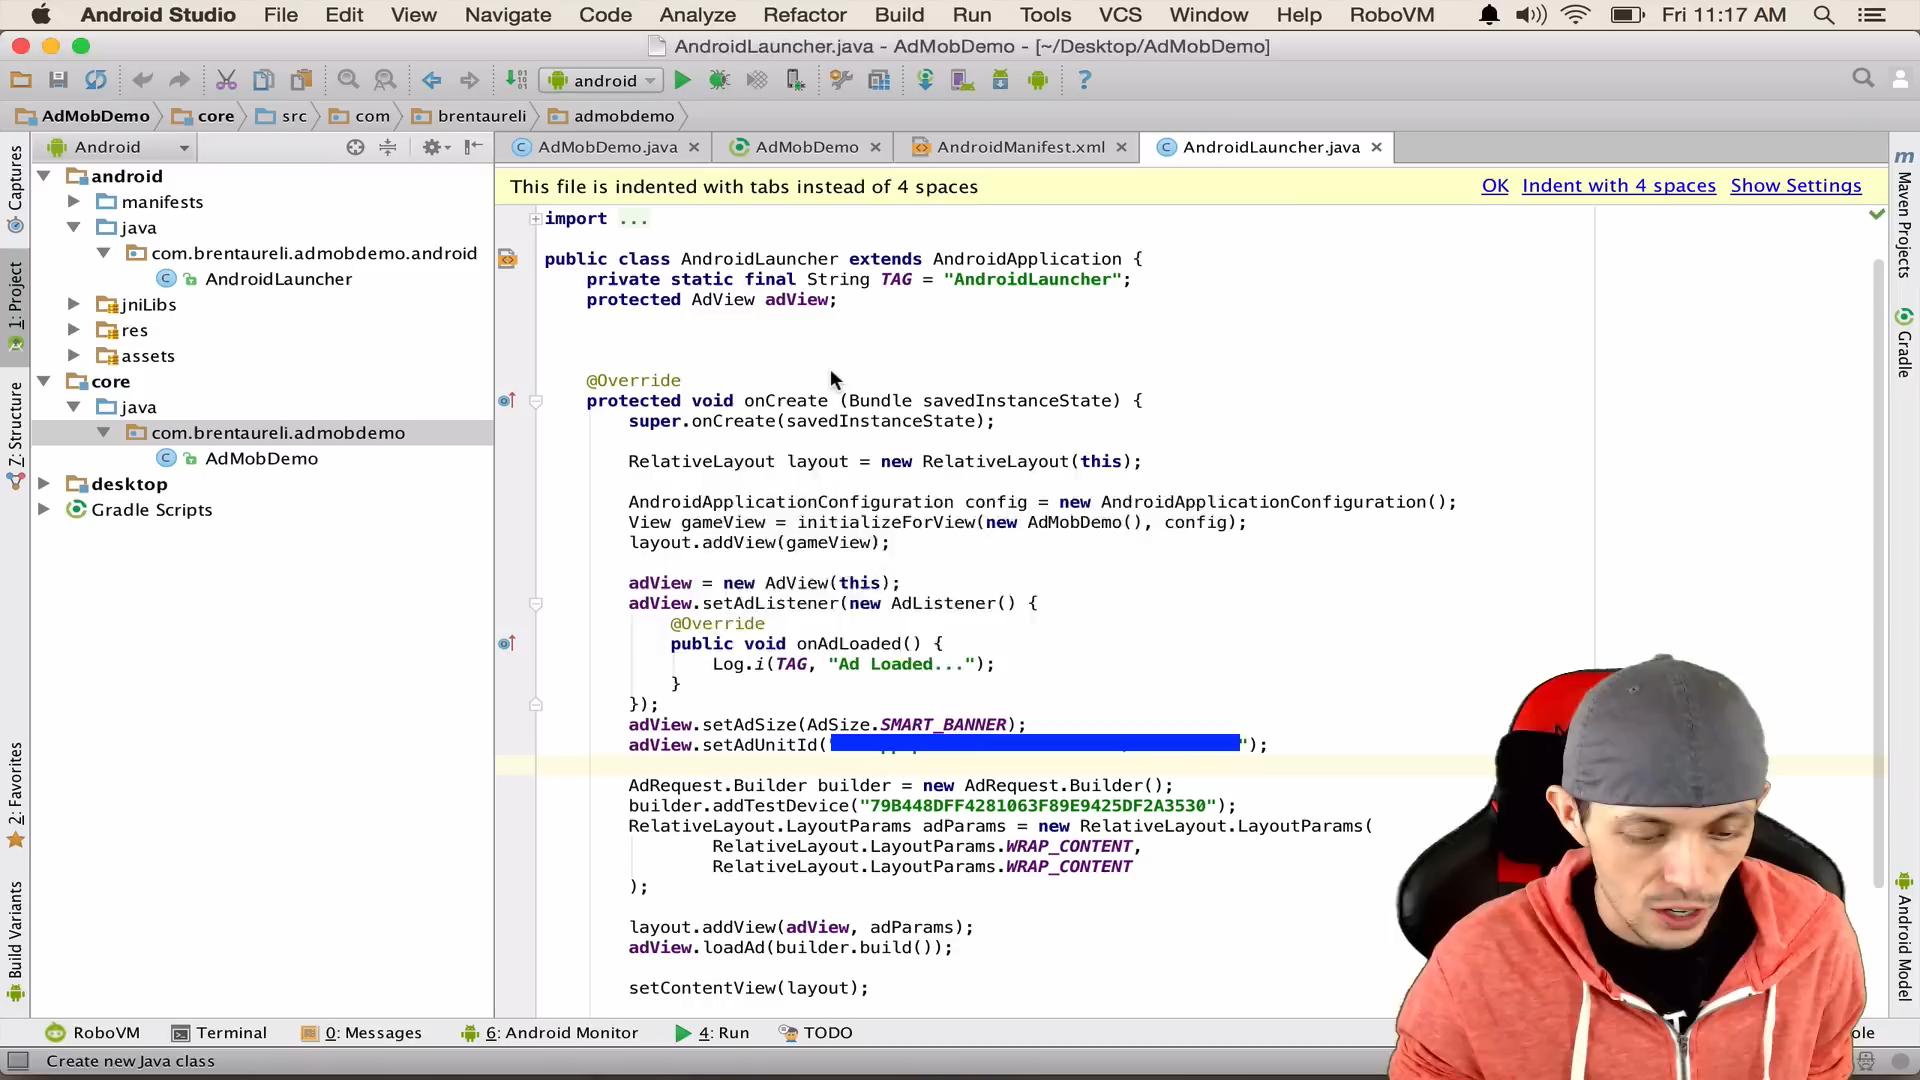 Android Studio File Edit View Navigate Code Analyze Refactor Build Run Tools VCS Window Help RoboVM Fri 11:17 AM
AndroidLauncher.java - AdMobDemo - [~/Desktop/AdMobDemo]
android
AdMobDemo core src com brentaureli admobdemo
Android
AdMobDemo.java AdMobDemo AndroidManifest.xml AndroidLauncher.java
This file is indented with tabs instead of 4 spaces OK Indent with 4 spaces Show Settings
Captures
1: Project
Z: Structure
2: Favorites
Build Variants
android
manifests
java
com.brentaureli.admobdemo.android
AndroidLauncher
jniLibs
res
assets
core
java
com.brentaureli.admobdemo
AdMobDemo
desktop
Gradle Scripts
import ...
public class AndroidLauncher extends AndroidApplication {
private static final String TAG = "AndroidLauncher";
protected AdView adView;
@Override
protected void onCreate (Bundle savedInstanceState) {
super.onCreate(savedInstanceState);
RelativeLayout layout = new RelativeLayout(this);
AndroidApplicationConfiguration config = new AndroidApplicationConfiguration();
View gameView = initializeForView(new AdMobDemo(), config);
layout.addView(gameView);
adView = new AdView(this);
adView.setAdListener(new AdListener() {
@Override
public void onAdLoaded() {
Log.i(TAG, "Ad Loaded...");
}
});
adView.setAdSize(AdSize.SMART_BANNER);
adView.setAdUnitId(" ");
AdRequest.Builder builder = new AdRequest.Builder();
builder.addTestDevice("79B448DFF4281063F89E9425DF2A3530");
RelativeLayout.LayoutParams adParams = new RelativeLayout.LayoutParams(
RelativeLayout.LayoutParams.WRAP_CONTENT,
RelativeLayout.LayoutParams.WRAP_CONTENT
);
layout.addView(adView, adParams);
adView.loadAd(builder.build());
setContentView(layout);
m Maven Projects
Gradle
Android Model
RoboVM Terminal 0: Messages 6: Android Monitor 4: Run TODO
Create new Java class